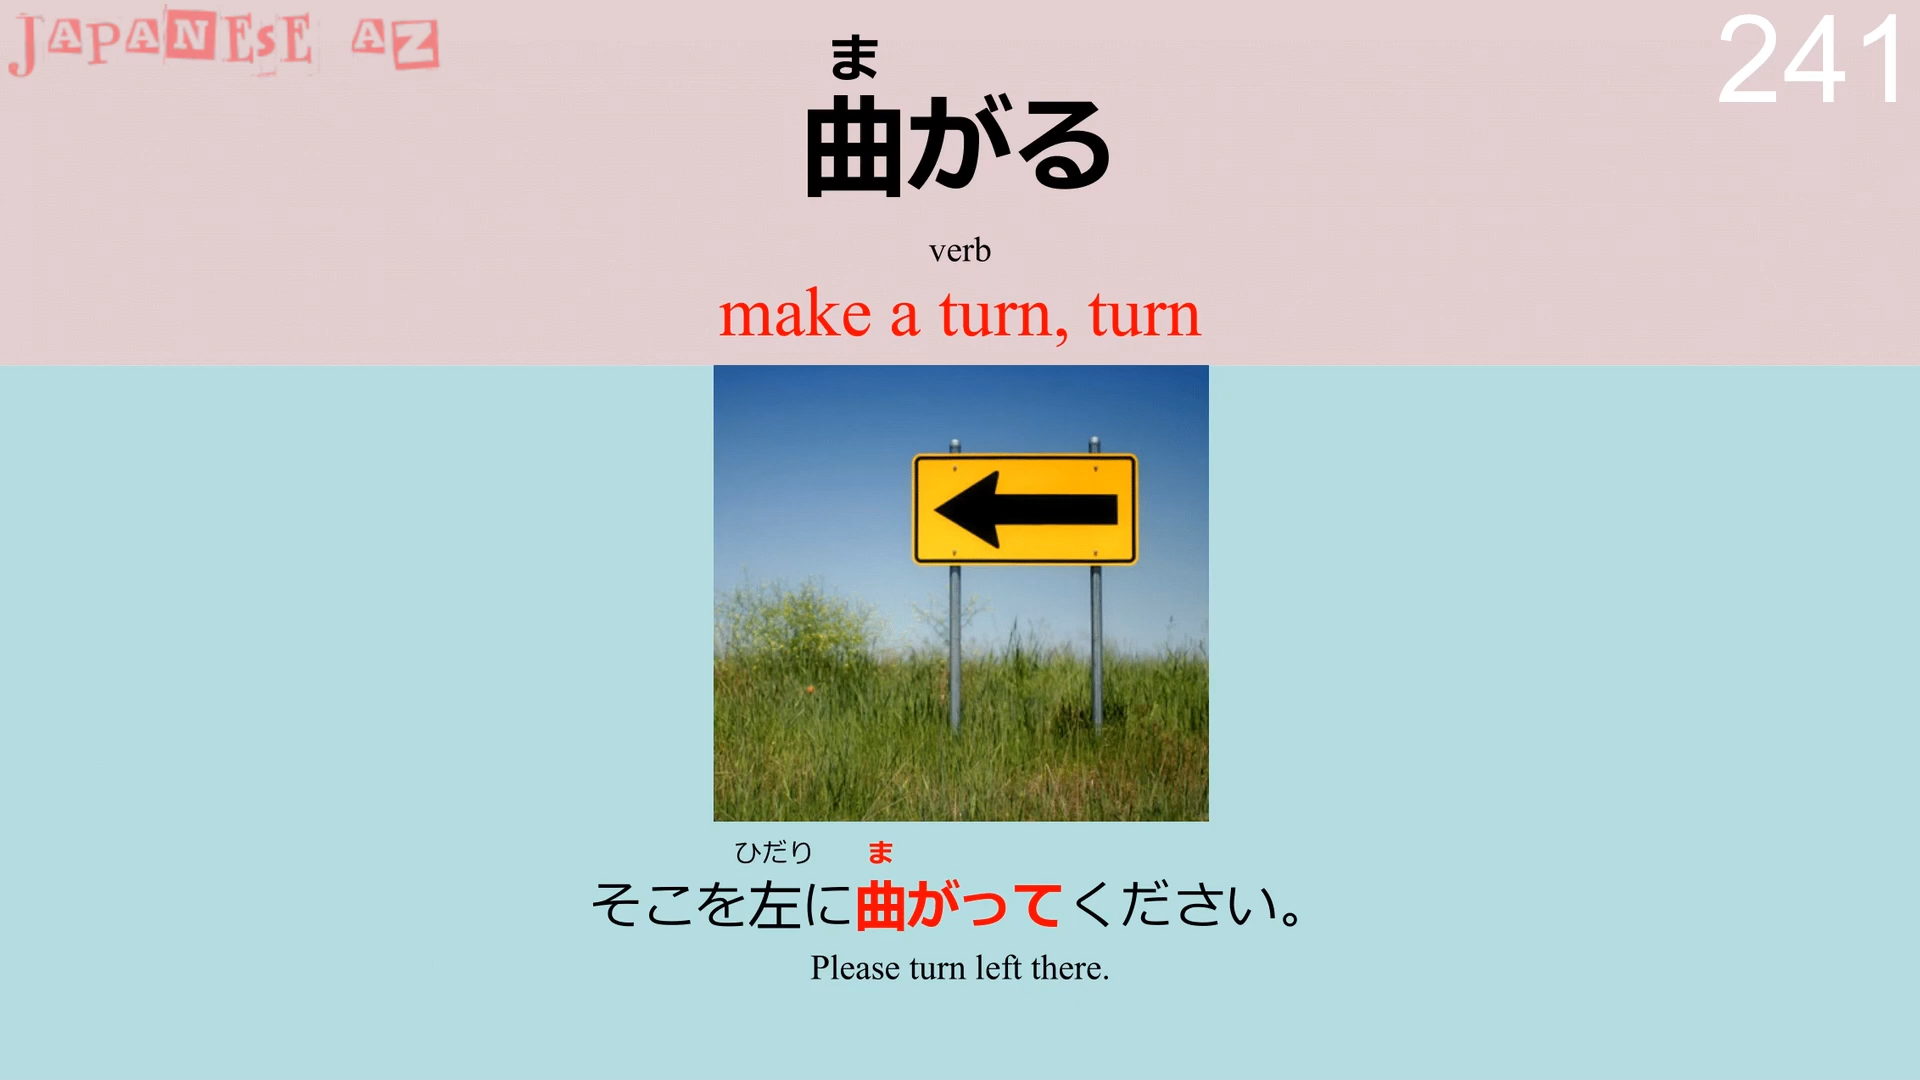 JAPANESE AZ
241
ま
曲がる
verb
make a turn, turn
ひだり ま
そこを左に曲がってください。
Please turn left there.